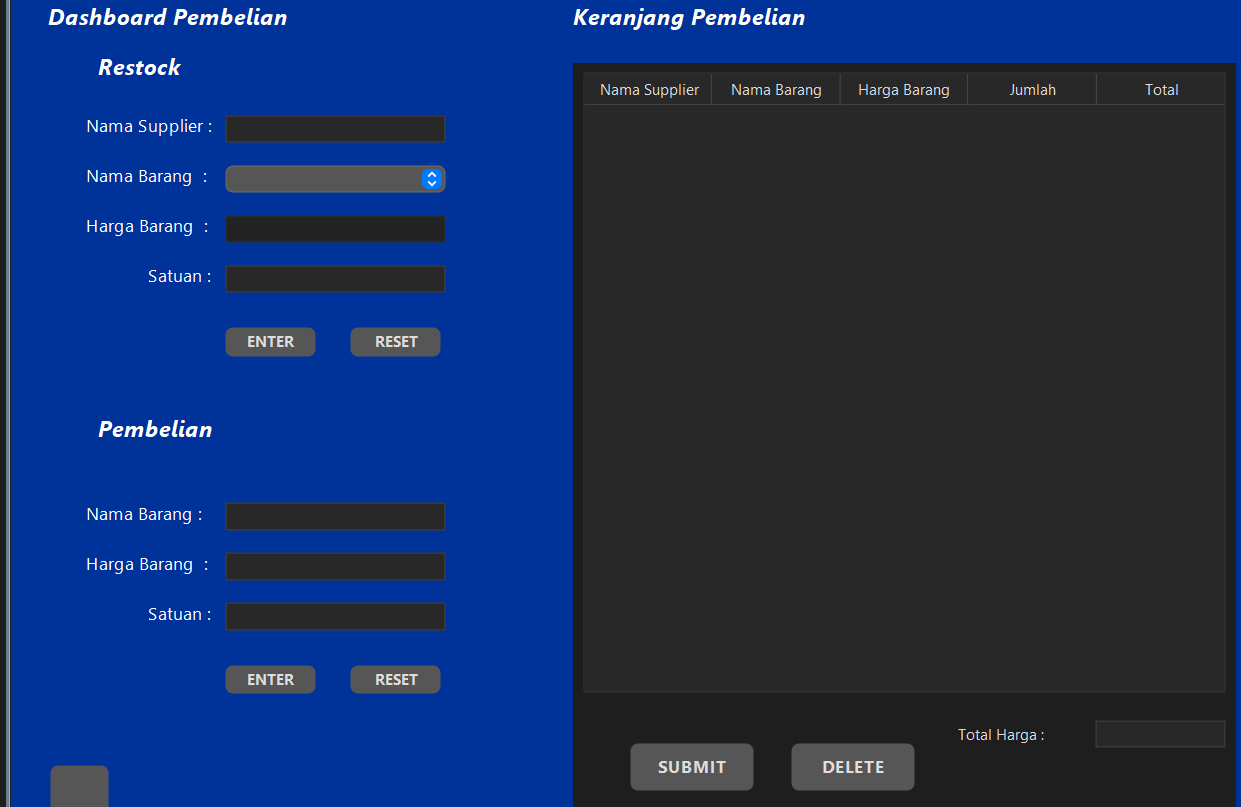 Dashboard Pembelian
Restock
Nama Supplier :
Nama Barang :
Harga Barang :
Satuan :
ENTER RESET
Pembelian
Nama Barang :
Harga Barang :
Satuan :
ENTER RESET
Keranjang Pembelian
Nama Supplier Nama Barang Harga Barang Jumlah Total
Total Harga :
SUBMIT DELETE